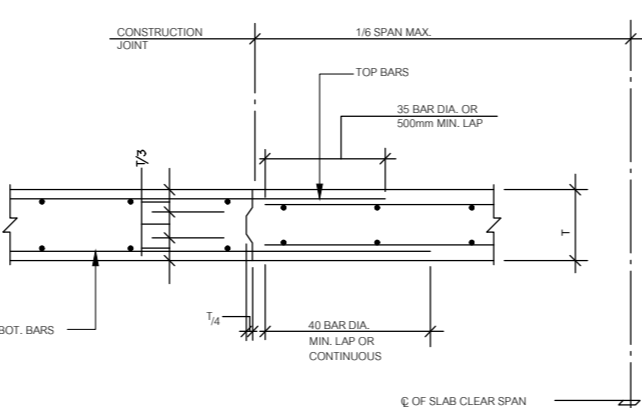 CONSTRUCTION
JOINT
1/6 SPAN MAX.
TOP BARS
35 BAR DIA. OR
500mm MIN. LAP
T/3
T
BOT. BARS
T/4
40 BAR DIA.
MIN. LAP OR
CONTINUOUS
℄ OF SLAB CLEAR SPAN